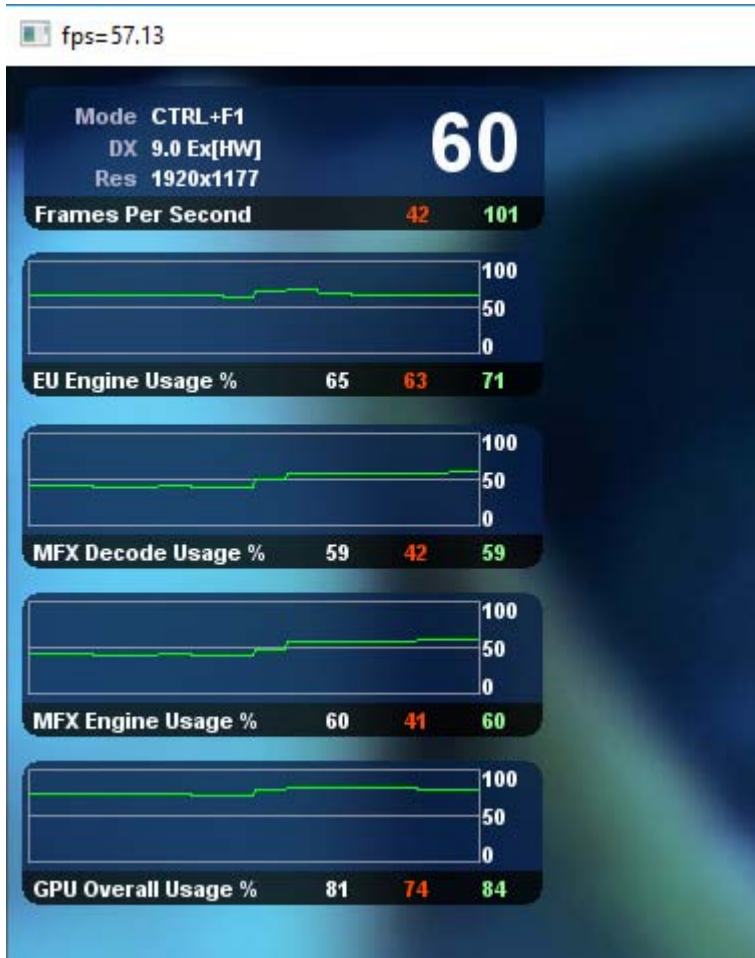 fps=57.13
Mode CTRL+F1
60
DX 9.0 Ex[HW]
Res 1920x1177
Frames Per Second 42 101
100
50
0
EU Engine Usage % 65 63 71
100
50
0
MFX Decode Usage % 59 42 59
100
50
0
MFX Engine Usage % 60 41 60
100
50
0
GPU Overall Usage % 81 74 84